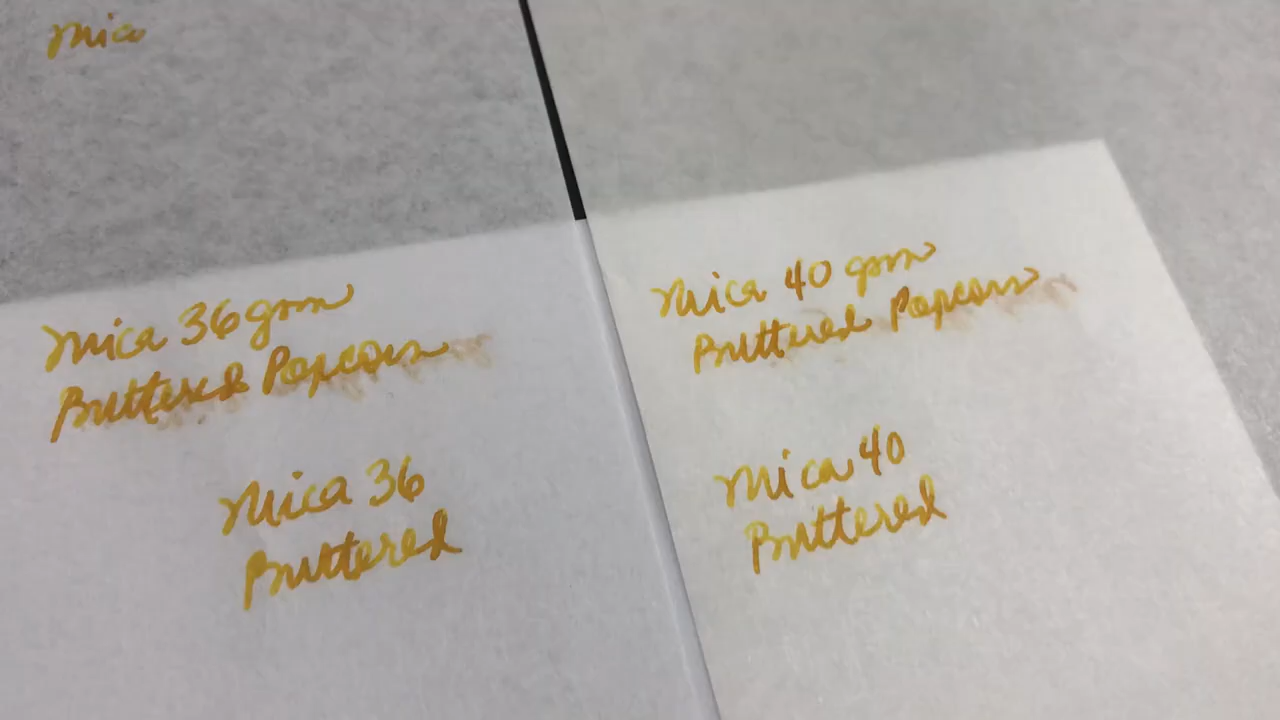 Mica
Mica 36 gsm
Buttered Popcorn
Mica 36
Buttered
Mica 40 gsm
Buttered Popcorn
Mica 40
Buttered